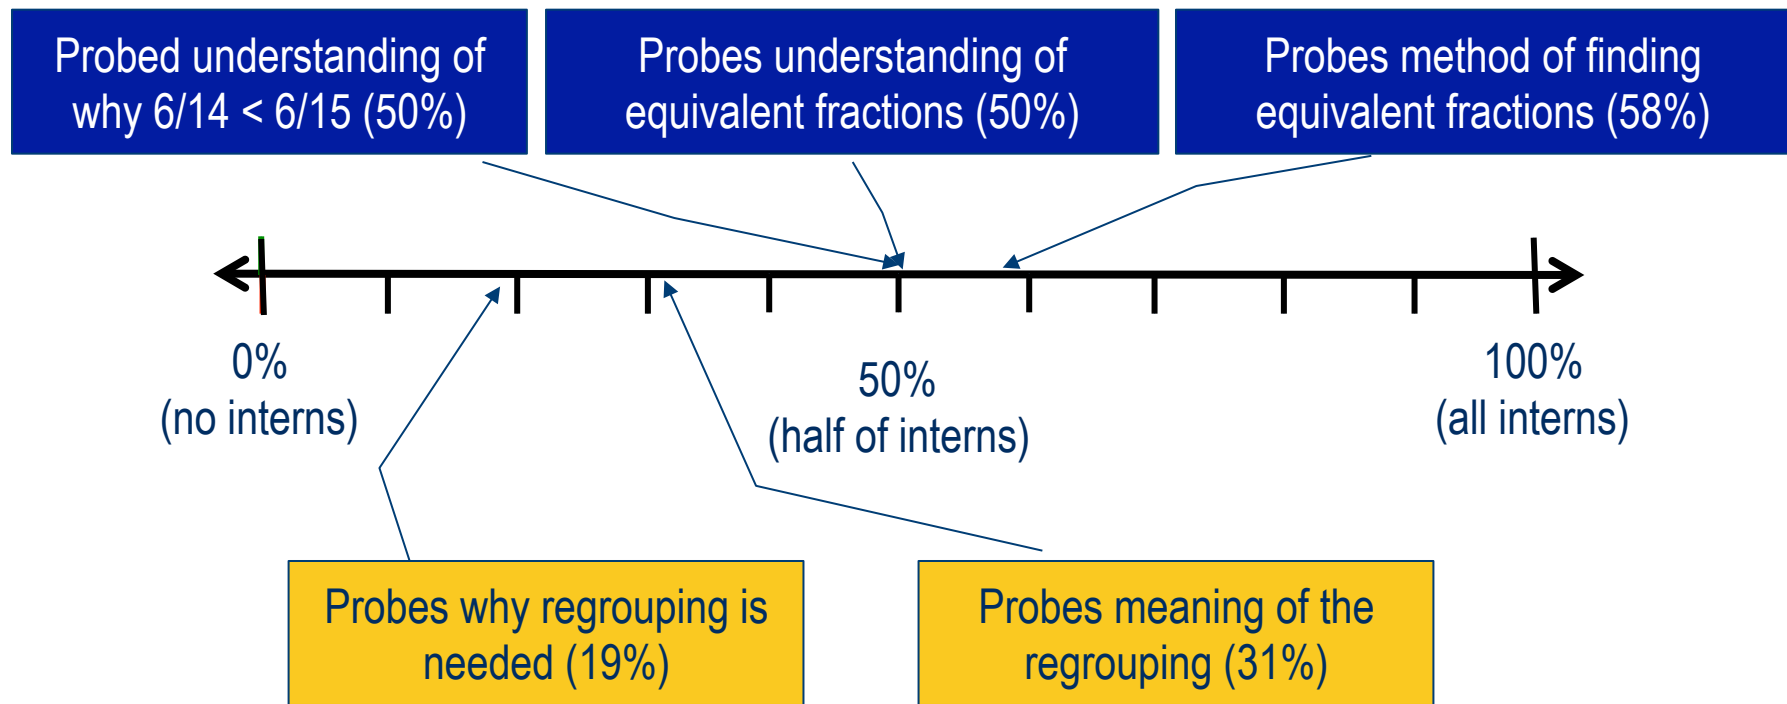 Probed understanding of
why 6/14 < 6/15 (50%)
Probes understanding of
equivalent fractions (50%)
Probes method of finding
equivalent fractions (58%)
0%
(no interns)
50%
(half of interns)
100%
(all interns)
Probes why regrouping is
needed (19%)
Probes meaning of the
regrouping (31%)